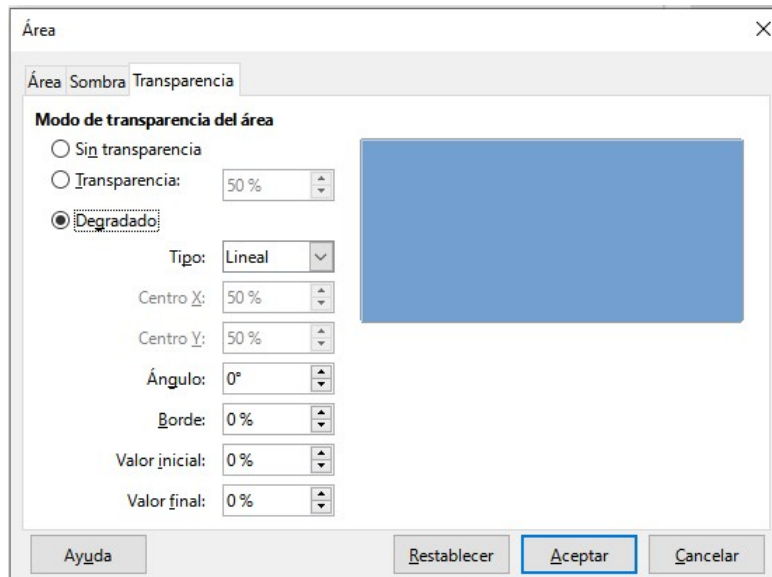 Área
Área Sombra Transparencia
Modo de transparencia del área
Sin transparencia
Transparencia: 50 %
Degradado
Tipo: Lineal
Centro X: 50 %
Centro Y: 50 %
Ángulo: 0°
Borde: 0 %
Valor inicial: 0 %
Valor final: 0 %
Ayuda Restablecer Aceptar Cancelar